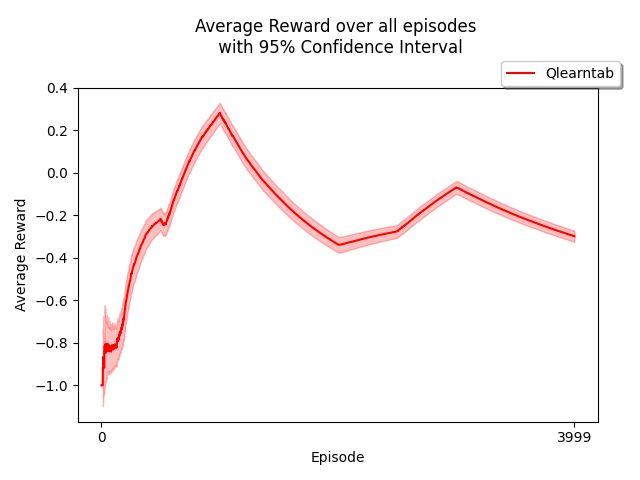 Average Reward over all episodes
with 95% Confidence Interval
Qlearntab
0.4
0.2
0.0
−0.2
−0.4
−0.6
−0.8
−1.0
Average Reward
0
3999
Episode